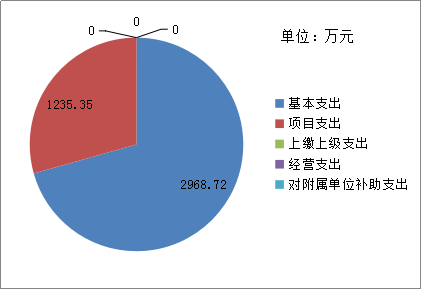 0
0
0
单位：万元
1235.35
2968.72
基本支出
项目支出
上缴上级支出
经营支出
对附属单位补助支出